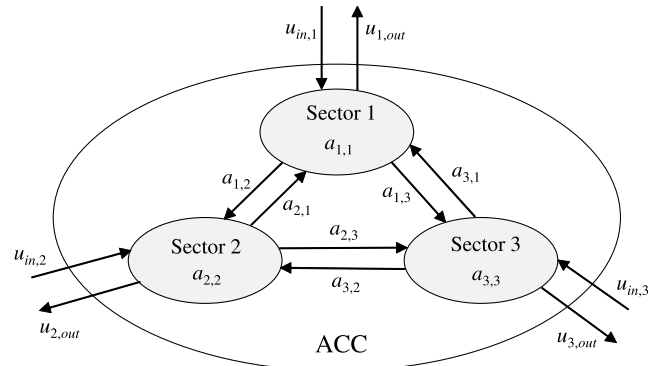 u_{in,1}
u_{1,out}
Sector 1
a_{1,1}
a_{1,2}
a_{2,1}
a_{1,3}
a_{3,1}
Sector 2
a_{2,2}
a_{2,3}
a_{3,2}
Sector 3
a_{3,3}
u_{in,2}
u_{2,out}
u_{in,3}
u_{3,out}
ACC